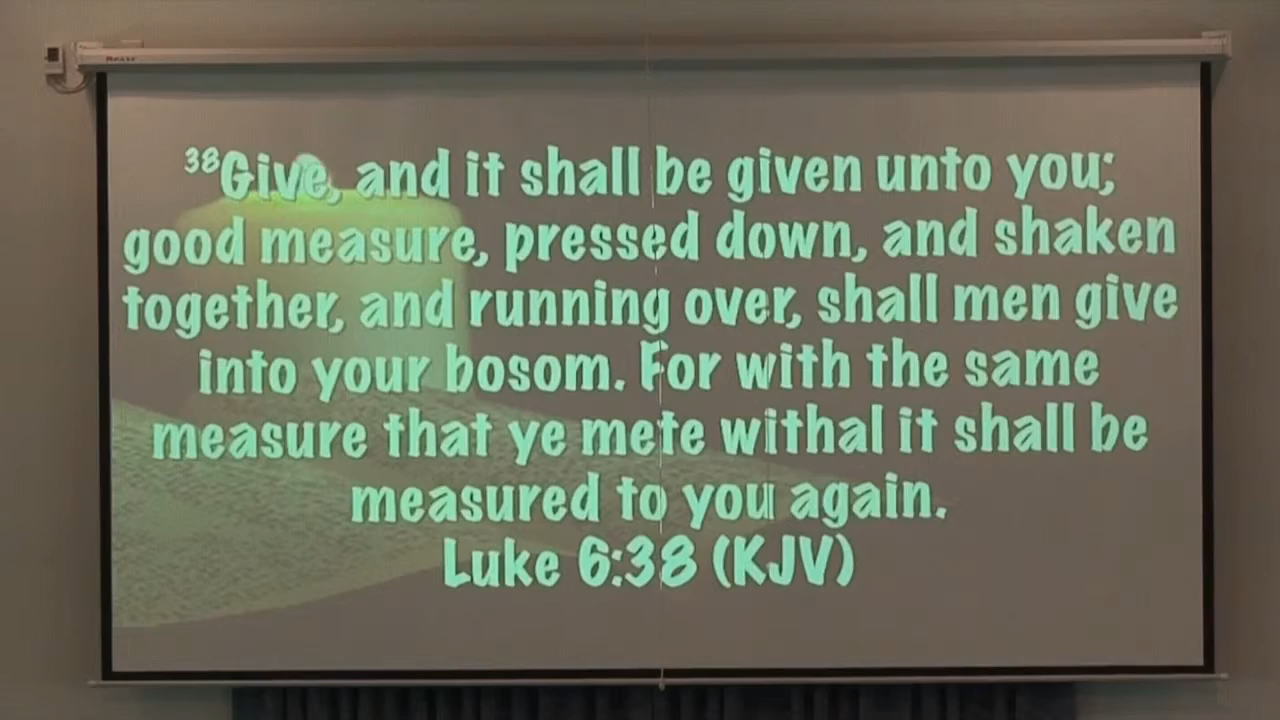 ³⁸Give, and it shall be given unto you;
good measure, pressed down, and shaken
together, and running over, shall men give
into your bosom. For with the same
measure that ye mete withal it shall be
measured to you again.
Luke 6:38 (KJV)